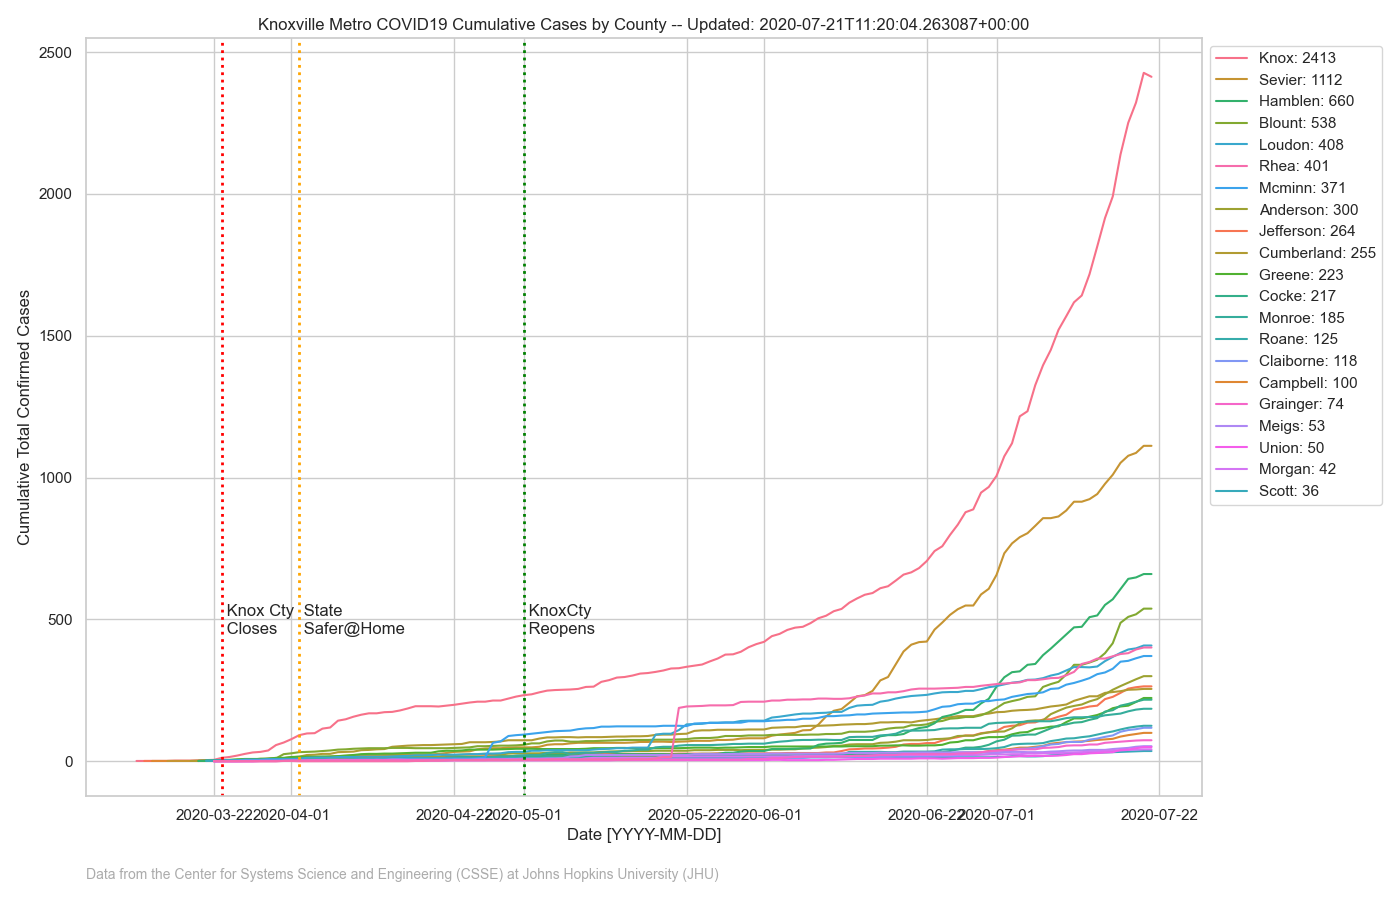 Knoxville Metro COVID19 Cumulative Cases by County -- Updated: 2020-07-21T11:20:04.263087+00:00
2500
2000
1500
1000
500
0
Cumulative Total Confirmed Cases
Knox Cty
Closes
State
Safer@Home
KnoxCty
Reopens
2020-03-22
2020-04-01
2020-04-22
2020-05-01
2020-05-22
2020-06-01
2020-06-22
2020-07-01
2020-07-22
Date [YYYY-MM-DD]
Knox: 2413
Sevier: 1112
Hamblen: 660
Blount: 538
Loudon: 408
Rhea: 401
Mcminn: 371
Anderson: 300
Jefferson: 264
Cumberland: 255
Greene: 223
Cocke: 217
Monroe: 185
Roane: 125
Claiborne: 118
Campbell: 100
Grainger: 74
Meigs: 53
Union: 50
Morgan: 42
Scott: 36
Data from the Center for Systems Science and Engineering (CSSE) at Johns Hopkins University (JHU)